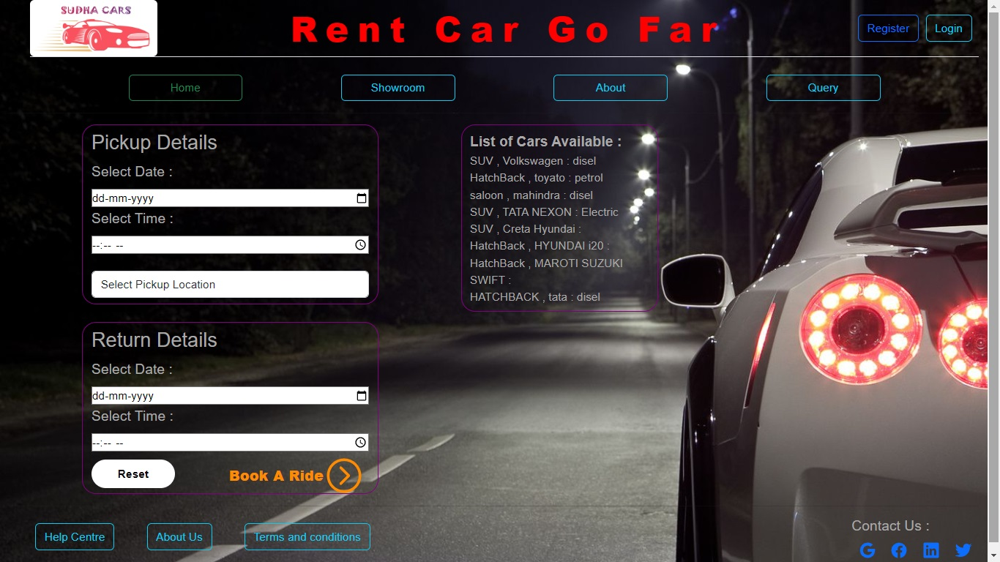 SUDHA CARS
Rent Car Go Far
Register
Login
Home
Showroom
About
Query
Pickup Details
Select Date :
dd-mm-yyyy
Select Time :
--:-- --
Select Pickup Location
List of Cars Available :
SUV , Volkswagen : disel
HatchBack , toyato : petrol
saloon , mahindra : disel
SUV , TATA NEXON : Electric
SUV , Creta Hyundai :
HatchBack , HYUNDAI i20 :
HatchBack , MAROTI SUZUKI
SWIFT :
HATCHBACK , tata : disel
Return Details
Select Date :
dd-mm-yyyy
Select Time :
--:-- --
Reset
Book A Ride
Help Centre
About Us
Terms and conditions
Contact Us :